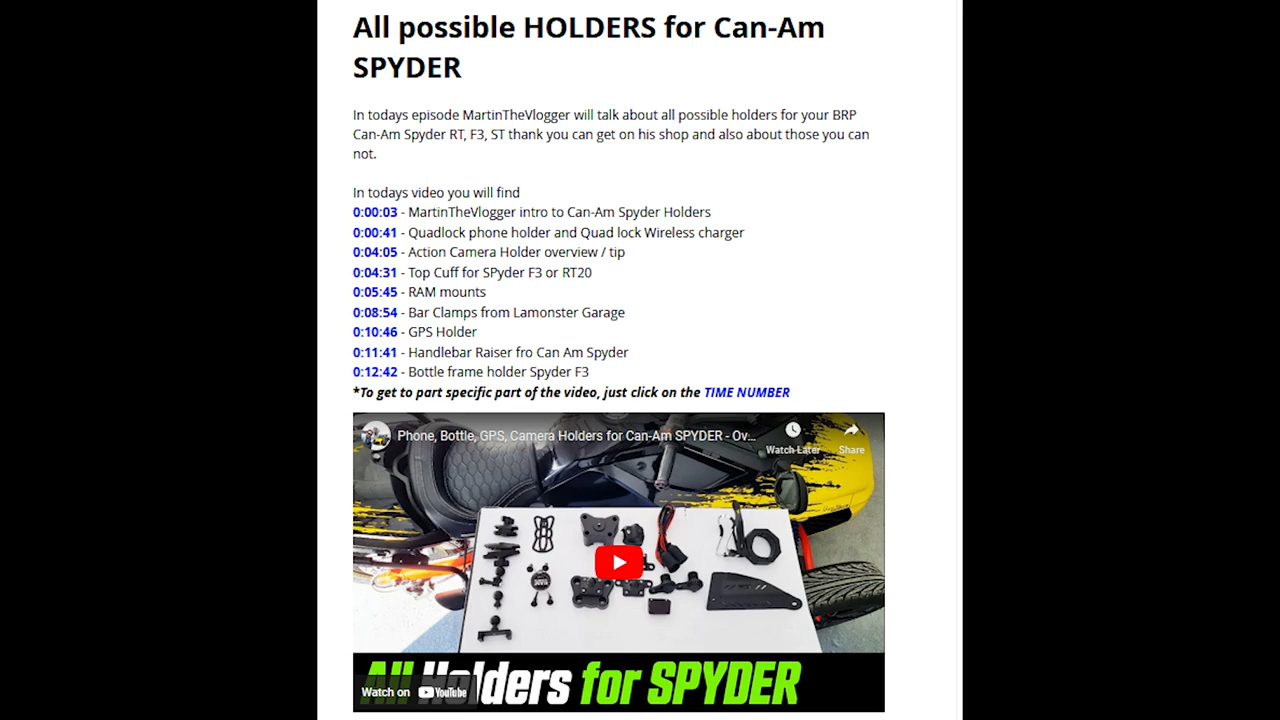 All possible HOLDERS for Can-Am
SPYDER
In todays episode MartinTheVlogger will talk about all possible holders for your BRP
Can-Am Spyder RT, F3, ST thank you can get on his shop and also about those you can
not.
In todays video you will find
0:00:03 - MartinTheVlogger intro to Can-Am Spyder Holders
0:00:41 - Quadlock phone holder and Quad lock Wireless charger
0:04:05 - Action Camera Holder overview / tip
0:04:31 - Top Cuff for SPyder F3 or RT20
0:05:45 - RAM mounts
0:08:54 - Bar Clamps from Lamonster Garage
0:10:46 - GPS Holder
0:11:41 - Handlebar Raiser fro Can Am Spyder
0:12:42 - Bottle frame holder Spyder F3
*To get to part specific part of the video, just click on the TIME NUMBER
Phone, Bottle, GPS, Camera Holders for Can-Am SPYDER - Ov...
Watch Later
Share
All Holders for SPYDER
Watch on YouTube